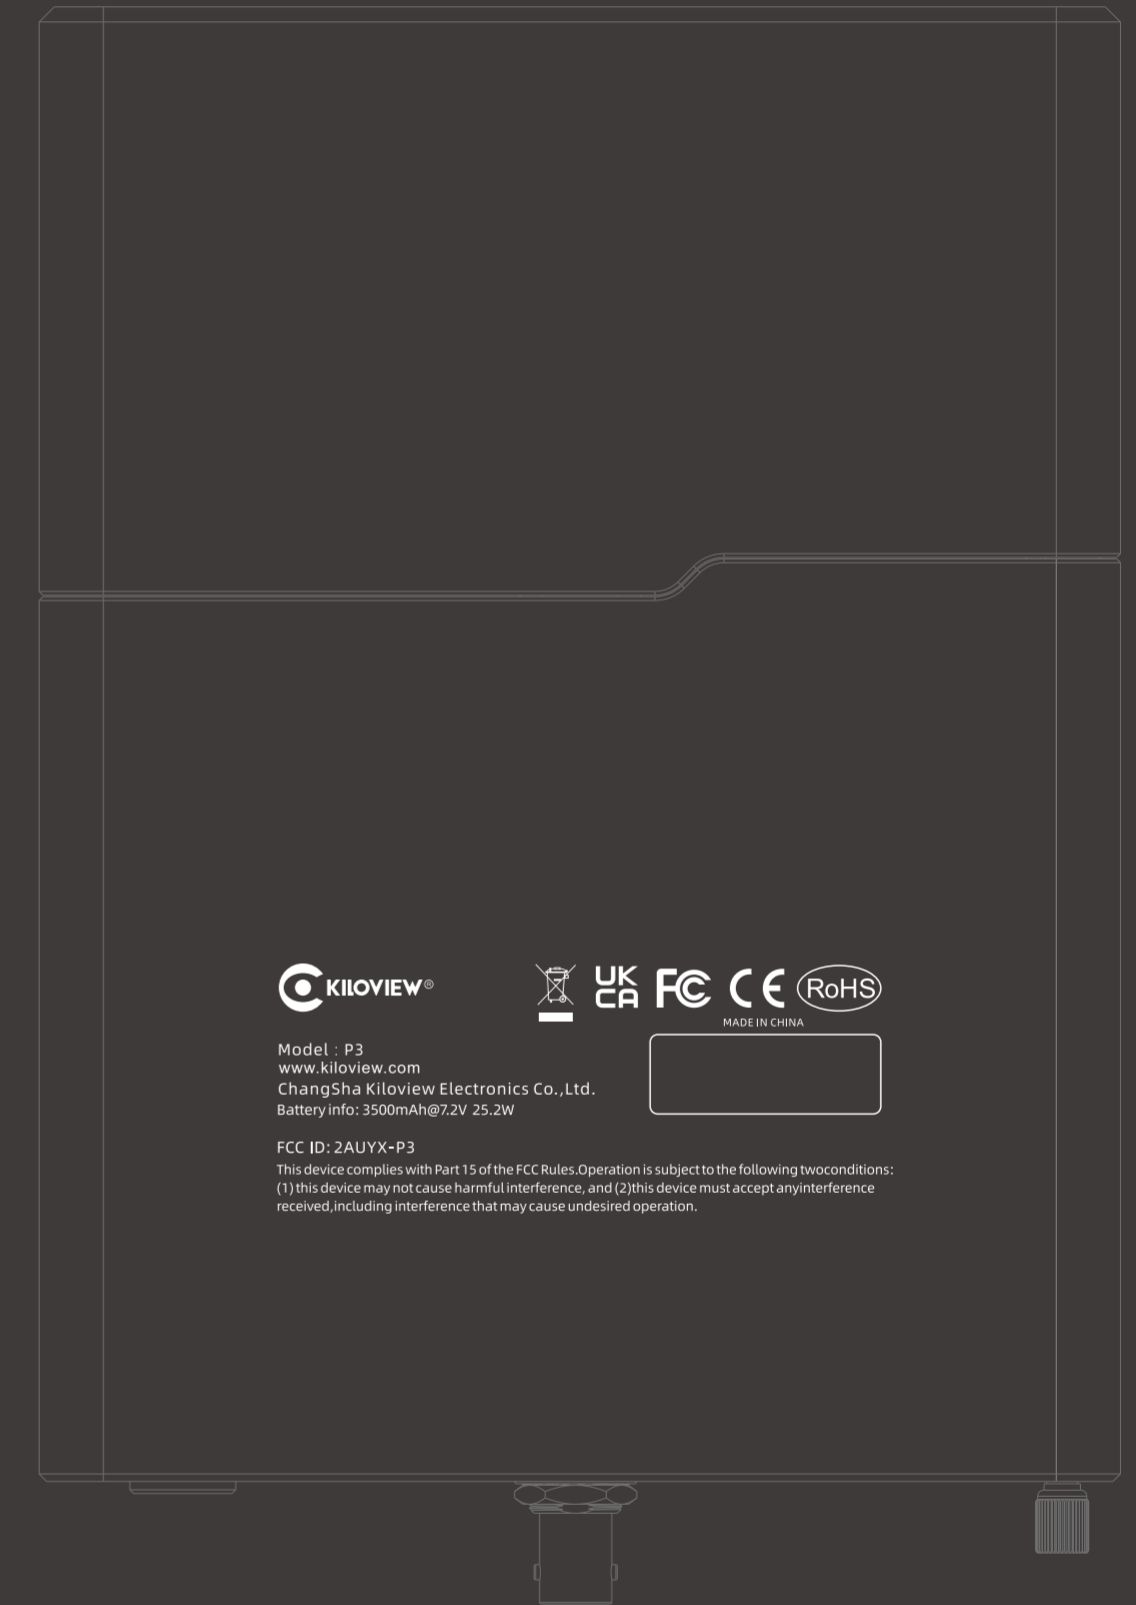 KILOVIEW®
UK
CA
FC CE RoHS
MADE IN CHINA
Model : P3
www.kiloview.com
ChangSha Kiloview Electronics Co.,Ltd.
Battery info: 3500mAh@7.2V 25.2W
FCC ID: 2AUYX-P3
This device complies with Part 15 of the FCC Rules.Operation is subject to the following twoconditions:
(1) this device may not cause harmful interference, and (2)this device must accept anyinterference
received,including interference that may cause undesired operation.